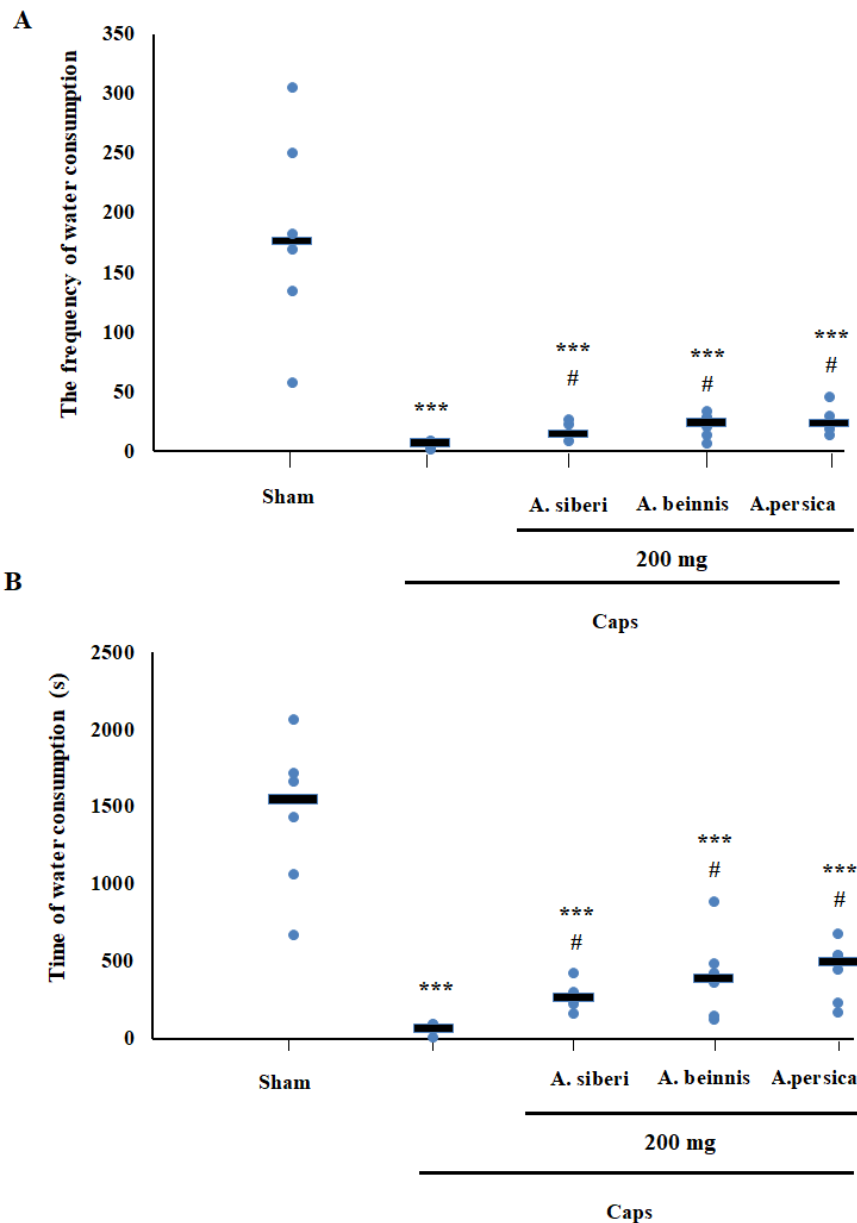 A
The frequency of water consumption
350
300
250
200
150
100
50
0
***
***
#
***
#
***
#
Sham
A. siberi
A. beinnis
A.persica
200 mg
Caps
B
Time of water consumption (s)
2500
2000
1500
1000
500
0
***
***
#
***
#
***
#
Sham
A. siberi
A. beinnis
A.persica
200 mg
Caps